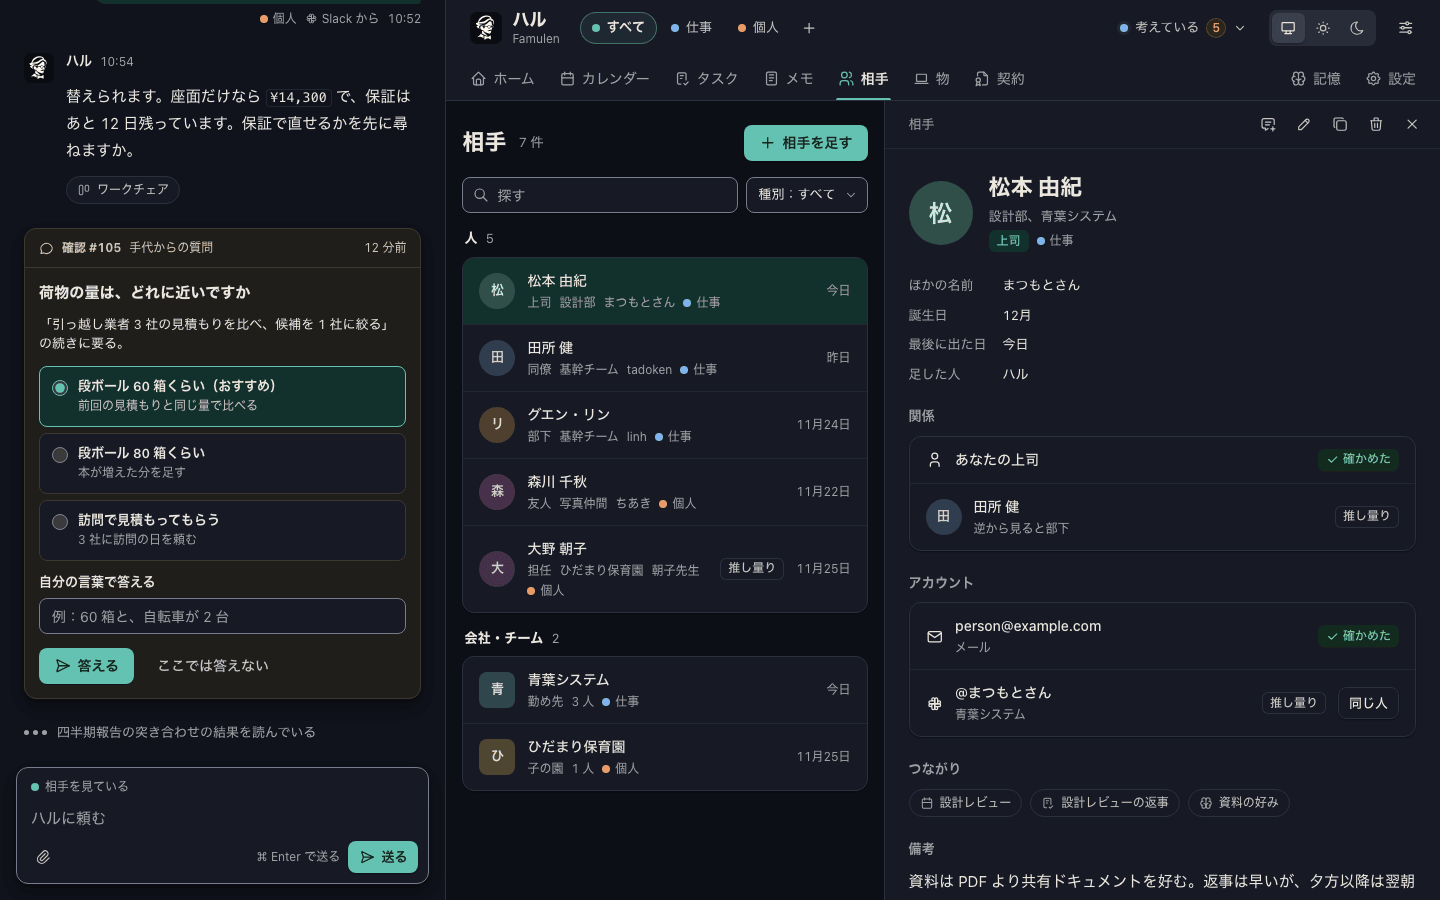 個人 Slack から 10:52
ハル 10:54
替えられます。座面だけなら ¥14,300 で、保証は
あと 12 日残っています。保証で直せるかを先に尋
ねますか。
ワークチェア
確認 #105 手代からの質問 12 分前
荷物の量は、どれに近いですか
「引っ越し業者 3 社の見積もりを比べ、候補を 1 社に絞る」
の続きに要る。
段ボール 60 箱くらい（おすすめ）
前回の見積もりと同じ量で比べる
段ボール 80 箱くらい
本が増えた分を足す
訪問で見積もってもらう
3 社に訪問の日を頼む
自分の言葉で答える
例：60 箱と、自転車が 2 台
答える ここでは答えない
四半期報告の突き合わせの結果を読んでいる
相手を見ている
ハルに頼む
⌘ Enter で送る 送る
ハル
Famulen
すべて 仕事 個人
考えている 5
ホーム カレンダー タスク メモ 相手 物 契約 記憶 設定
相手 7 件
相手を足す
探す
種別：すべて
人 5
松本 由紀
上司 設計部 まつもとさん 仕事
今日
田所 健
同僚 基幹チーム tadoken 仕事
昨日
リ
グエン・リン
部下 基幹チーム linh 仕事
11月24日
森
森川 千秋
友人 写真仲間 ちあき 個人
11月22日
大
大野 朝子
担任 ひだまり保育園 朝子先生
個人
推し量り 11月25日
松
田
会社・チーム 2
青
青葉システム
勤め先 3 人 仕事
今日
ひ
ひだまり保育園
子の園 1 人 個人
11月25日
相手
松
松本 由紀
設計部、青葉システム
上司 仕事
ほかの名前 まつもとさん
誕生日 12月
最後に出た日 今日
足した人 ハル
関係
あなたの上司 確かめた
田
田所 健
逆から見ると部下
推し量り
アカウント
person@example.com
メール
確かめた
@まつもとさん
青葉システム
推し量り 同じ人
つながり
設計レビュー 設計レビューの返事 資料の好み
備考
資料は PDF より共有ドキュメントを好む。返事は早いが、夕方以降は翌朝